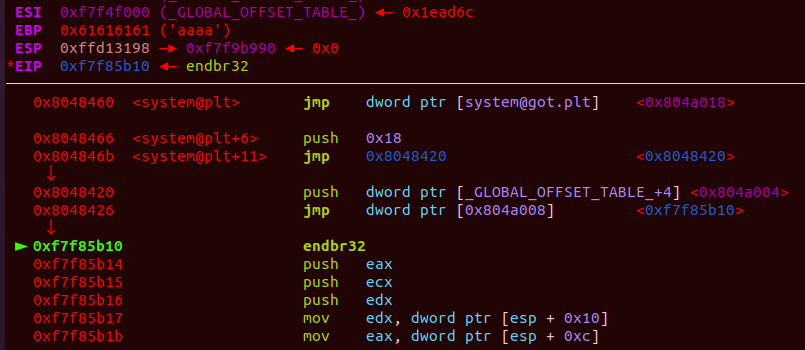 ESI  0xf7f4f000 (_GLOBAL_OFFSET_TABLE_) ◂— 0x1ead6c
EBP  0x61616161 ('aaaa')
ESP  0xffd13198 —▸ 0xf7f9b990 ◂— 0x0
*EIP  0xf7f85b10 ◂— endbr32
0x8048460  <system@plt>       jmp    dword ptr [system@got.plt]    <0x804a018>
0x8048466  <system@plt+6>     push   0x18
0x804846b  <system@plt+11>    jmp    0x8048420                     <0x8048420>
↓
0x8048420                     push   dword ptr [_GLOBAL_OFFSET_TABLE_+4] <0x804a004>
0x8048426                     jmp    dword ptr [0x804a008]         <0xf7f85b10>
↓
► 0xf7f85b10                  endbr32
0xf7f85b14                    push   eax
0xf7f85b15                    push   ecx
0xf7f85b16                    push   edx
0xf7f85b17                    mov    edx, dword ptr [esp + 0x10]
0xf7f85b1b                    mov    eax, dword ptr [esp + 0xc]